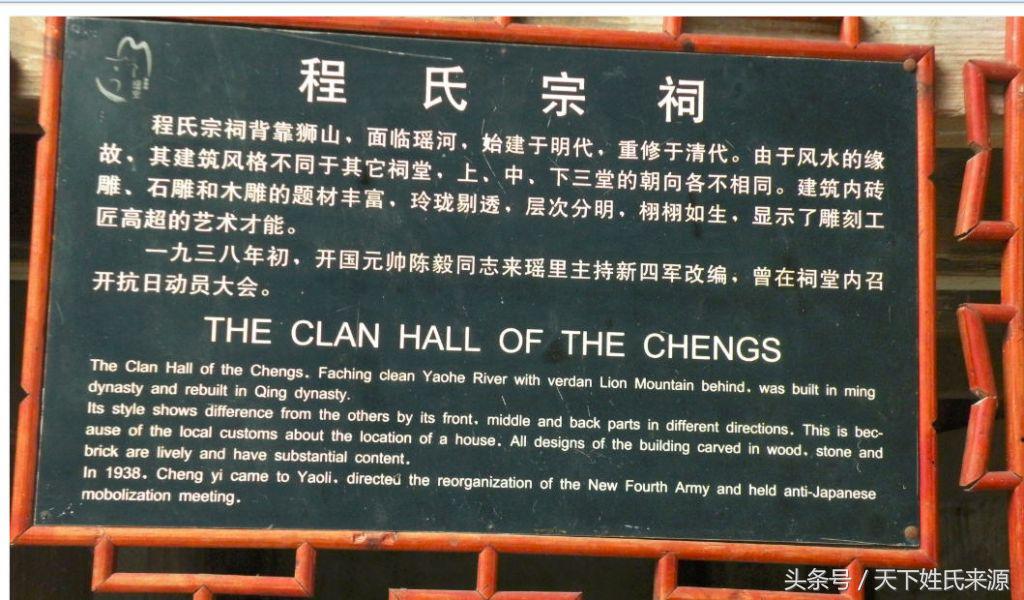 程氏宗祠
程氏宗祠背靠狮山，面临瑶河，始建于明代，重修于清代。由于风水的缘
故，其建筑风格不同于其它祠堂，上、中、下三堂的朝向各不相同。建筑内砖
雕、石雕和木雕的题材丰富，玲珑剔透，层次分明，栩栩如生，显示了雕刻工
匠高超的艺术才能。
一九三八年初，开国元帅陈毅同志来瑶里主持新四军改编，曾在祠堂内召
开抗日动员大会。
THE CLAN HALL OF THE CHENGS
The Clan Hall of the Chengs. Faching clean Yaohe River with verdan Lion Mountain behind. was built in ming
dynasty and rebuilt in Qing dynasty.
Its style shows difference from the others by its front. middle and back parts in different directions. This is bec-
ause of the local customs about the location of a house. All designs of the building carved in wood. stone and
brick are lively and have substantial content.
In 1938. Cheng yi came to Yaoli. directed the reorganization of the New Fourth Army and held anti-Japanese
mobolization meeting.
头条号 / 天下姓氏来源